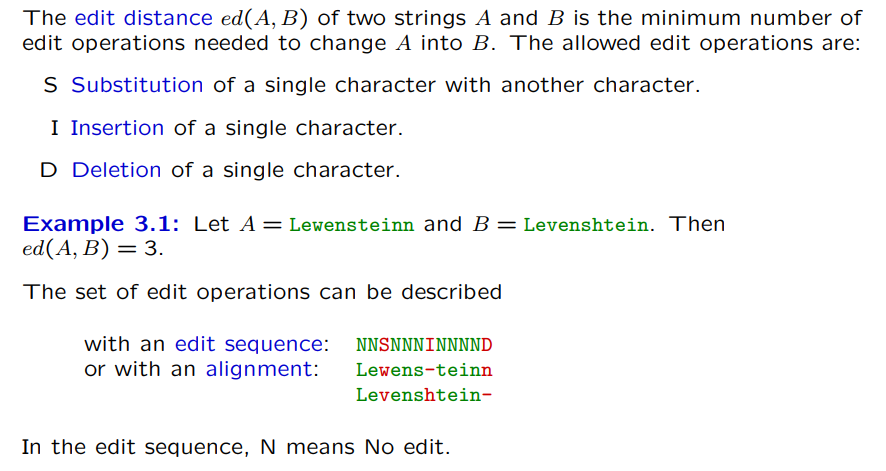 The edit distance ed(A, B) of two strings A and B is the minimum number of
edit operations needed to change A into B. The allowed edit operations are:
S Substitution of a single character with another character.
I Insertion of a single character.
D Deletion of a single character.
Example 3.1: Let A = Lewensteinn and B = Levenshtein. Then
ed(A, B) = 3.
The set of edit operations can be described
with an edit sequence: NNSNNNINNNND
or with an alignment: Lewens-teinn
Levenshtein-
In the edit sequence, N means No edit.